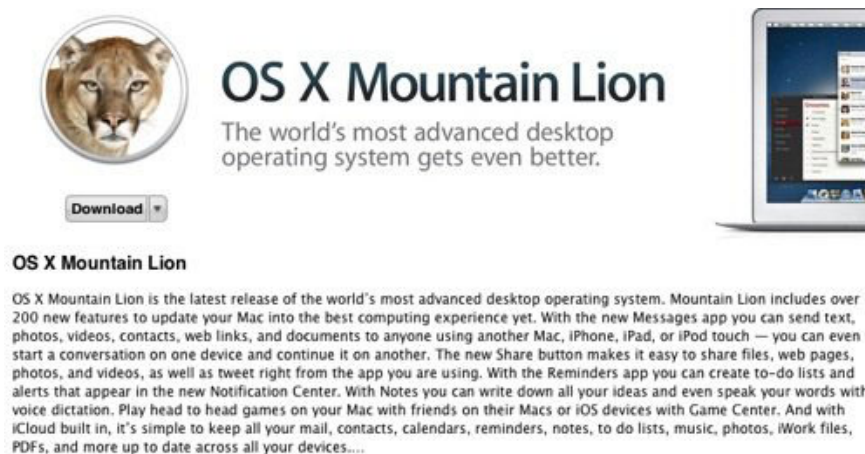 OS X Mountain Lion
The world's most advanced desktop
operating system gets even better.
Download
OS X Mountain Lion
OS X Mountain Lion is the latest release of the world's most advanced desktop operating system. Mountain Lion includes over
200 new features to update your Mac into the best computing experience yet. With the new Messages app you can send text,
photos, videos, contacts, web links, and documents to anyone using another Mac, iPhone, iPad, or iPod touch — you can even
start a conversation on one device and continue it on another. The new Share button makes it easy to share files, web pages,
photos, and videos, as well as tweet right from the app you are using. With the Reminders app you can create to-do lists and
alerts that appear in the new Notification Center. With Notes you can write down all your ideas and even speak your words with
voice dictation. Play head to head games on your Mac with friends on their Macs or iOS devices with Game Center. And with
iCloud built in, it's simple to keep all your mail, contacts, calendars, reminders, notes, to do lists, music, photos, iWork files,
PDFs, and more up to date across all your devices....